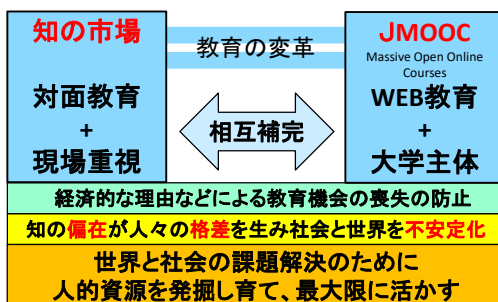 知の市場
対面教育
+
現場重視
教育の変革
相互補完
JMOOC
Massive Open Online
Courses
WEB教育
+
大学主体
経済的な理由などによる教育機会の喪失の防止
知の偏在が人々の格差を生み社会と世界を不安定化
世界と社会の課題解決のために
人的資源を発掘し育て、最大限に活かす